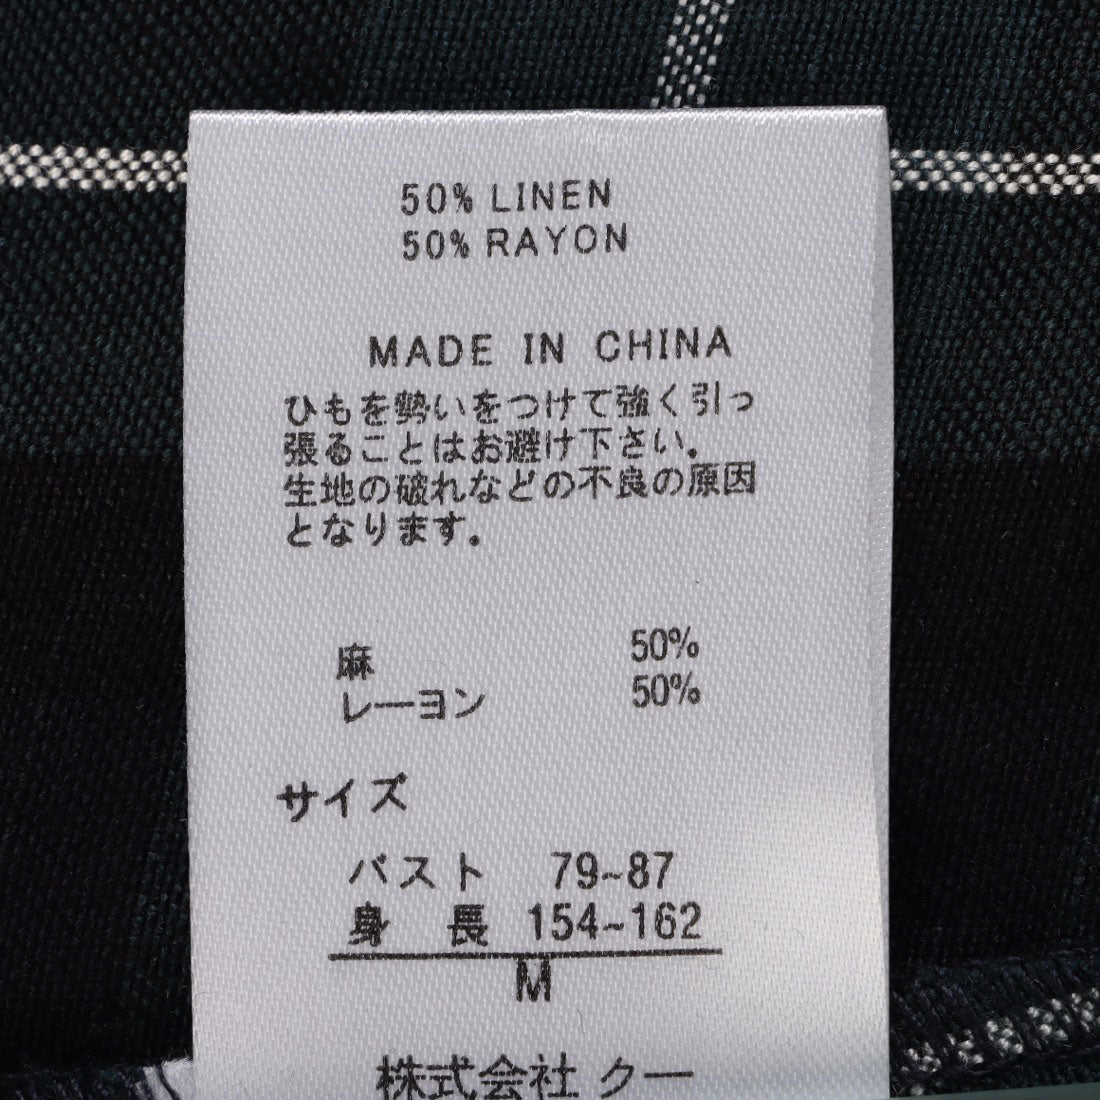 50% LINEN
50% RAYON
MADE IN CHINA
ひもを勢いをつけて強く引っ
張ることはお避け下さい。
生地の破れなどの不良の原因
となります。
麻 50%
レーヨン 50%
サイズ
バスト 79~87
身 長 154~162
M
株式会社 クー